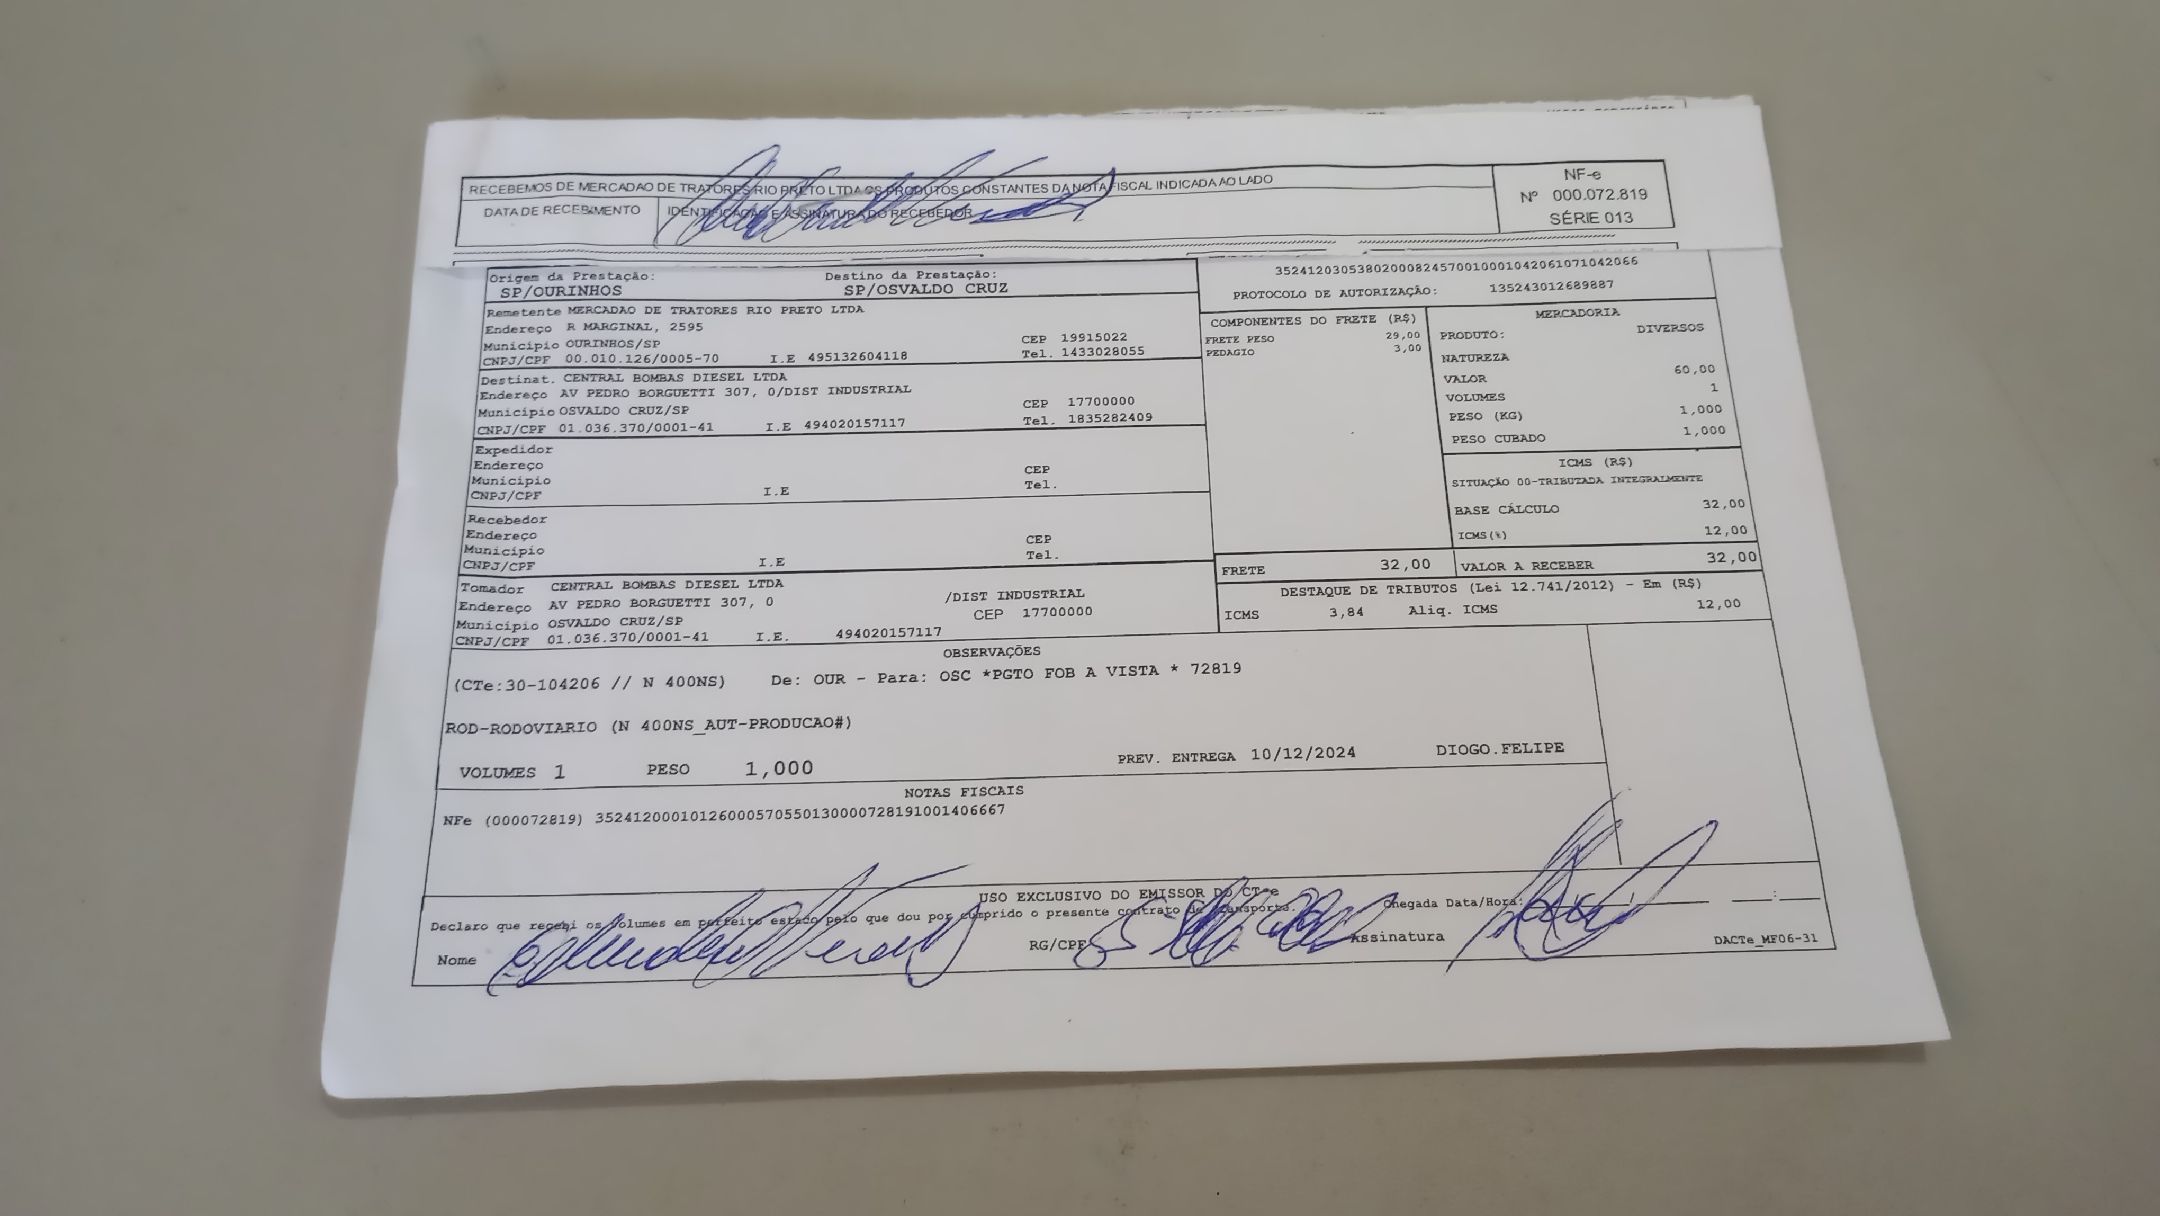 RECEBEMOS DE MERCADAO DE TRATORES RIO PRETO LTDA OS PRODUTOS CONSTANTES DA NOTA FISCAL INDICADA AO LADO
DATA DE RECEBIMENTO
IDENTIFICAÇÃO E ASSINATURA DO RECEBEDOR
NF-e
Nº 000.072.819
SÉRIE 013
Origem da Prestação:
SP/OURINHOS
Destino da Prestação:
SP/OSVALDO CRUZ
35241203053802000824570010001042061071042066
PROTOCOLO DE AUTORIZAÇÃO: 135243012689887
Remetente MERCADAO DE TRATORES RIO PRETO LTDA
Endereço R MARGINAL, 2595
Município OURINHOS/SP CEP 19915022
CNPJ/CPF 00.010.126/0005-70 I.E 495132604118 Tel. 1433028055
Destinat. CENTRAL BOMBAS DIESEL LTDA
Endereço AV PEDRO BORGUETTI 307, 0/DIST INDUSTRIAL
Município OSVALDO CRUZ/SP CEP 17700000
CNPJ/CPF 01.036.370/0001-41 I.E 494020157117 Tel. 1835282409
Expedidor
Endereço
Município CEP
CNPJ/CPF I.E Tel.
Recebedor
Endereço
Município CEP
CNPJ/CPF I.E Tel.
Tomador CENTRAL BOMBAS DIESEL LTDA
Endereço AV PEDRO BORGUETTI 307, 0 /DIST INDUSTRIAL
Município OSVALDO CRUZ/SP CEP 17700000
CNPJ/CPF 01.036.370/0001-41 I.E. 494020157117
COMPONENTES DO FRETE (R$)
FRETE PESO 29,00
PEDAGIO 3,00
MERCADORIA
PRODUTO: DIVERSOS
NATUREZA
VALOR 60,00
VOLUMES 1
PESO (KG) 1,000
PESO CUBADO 1,000
ICMS (R$)
SITUAÇÃO 00-TRIBUTADA INTEGRALMENTE
BASE CÁLCULO 32,00
ICMS(%) 12,00
FRETE 32,00 VALOR A RECEBER 32,00
DESTAQUE DE TRIBUTOS (Lei 12.741/2012) - Em (R$)
ICMS 3,84 Aliq. ICMS 12,00
OBSERVAÇÕES
(CTe:30-104206 // N 400NS) De: OUR - Para: OSC *PGTO FOB A VISTA * 72819
ROD-RODOVIARIO (N 400NS_AUT-PRODUCAO#)
VOLUMES 1 PESO 1,000 PREV. ENTREGA 10/12/2024 DIOGO.FELIPE
NOTAS FISCAIS
NFe (000072819) 35241200010126000570550130000728191001406667
USO EXCLUSIVO DO EMISSOR DO CT-e
Declaro que recebi os volumes em perfeito estado pelo que dou por cumprido o presente contrato de transporte.
Chegada Data/Hora:
Nome
RG/CPF
Assinatura
DACTe_MF06-31